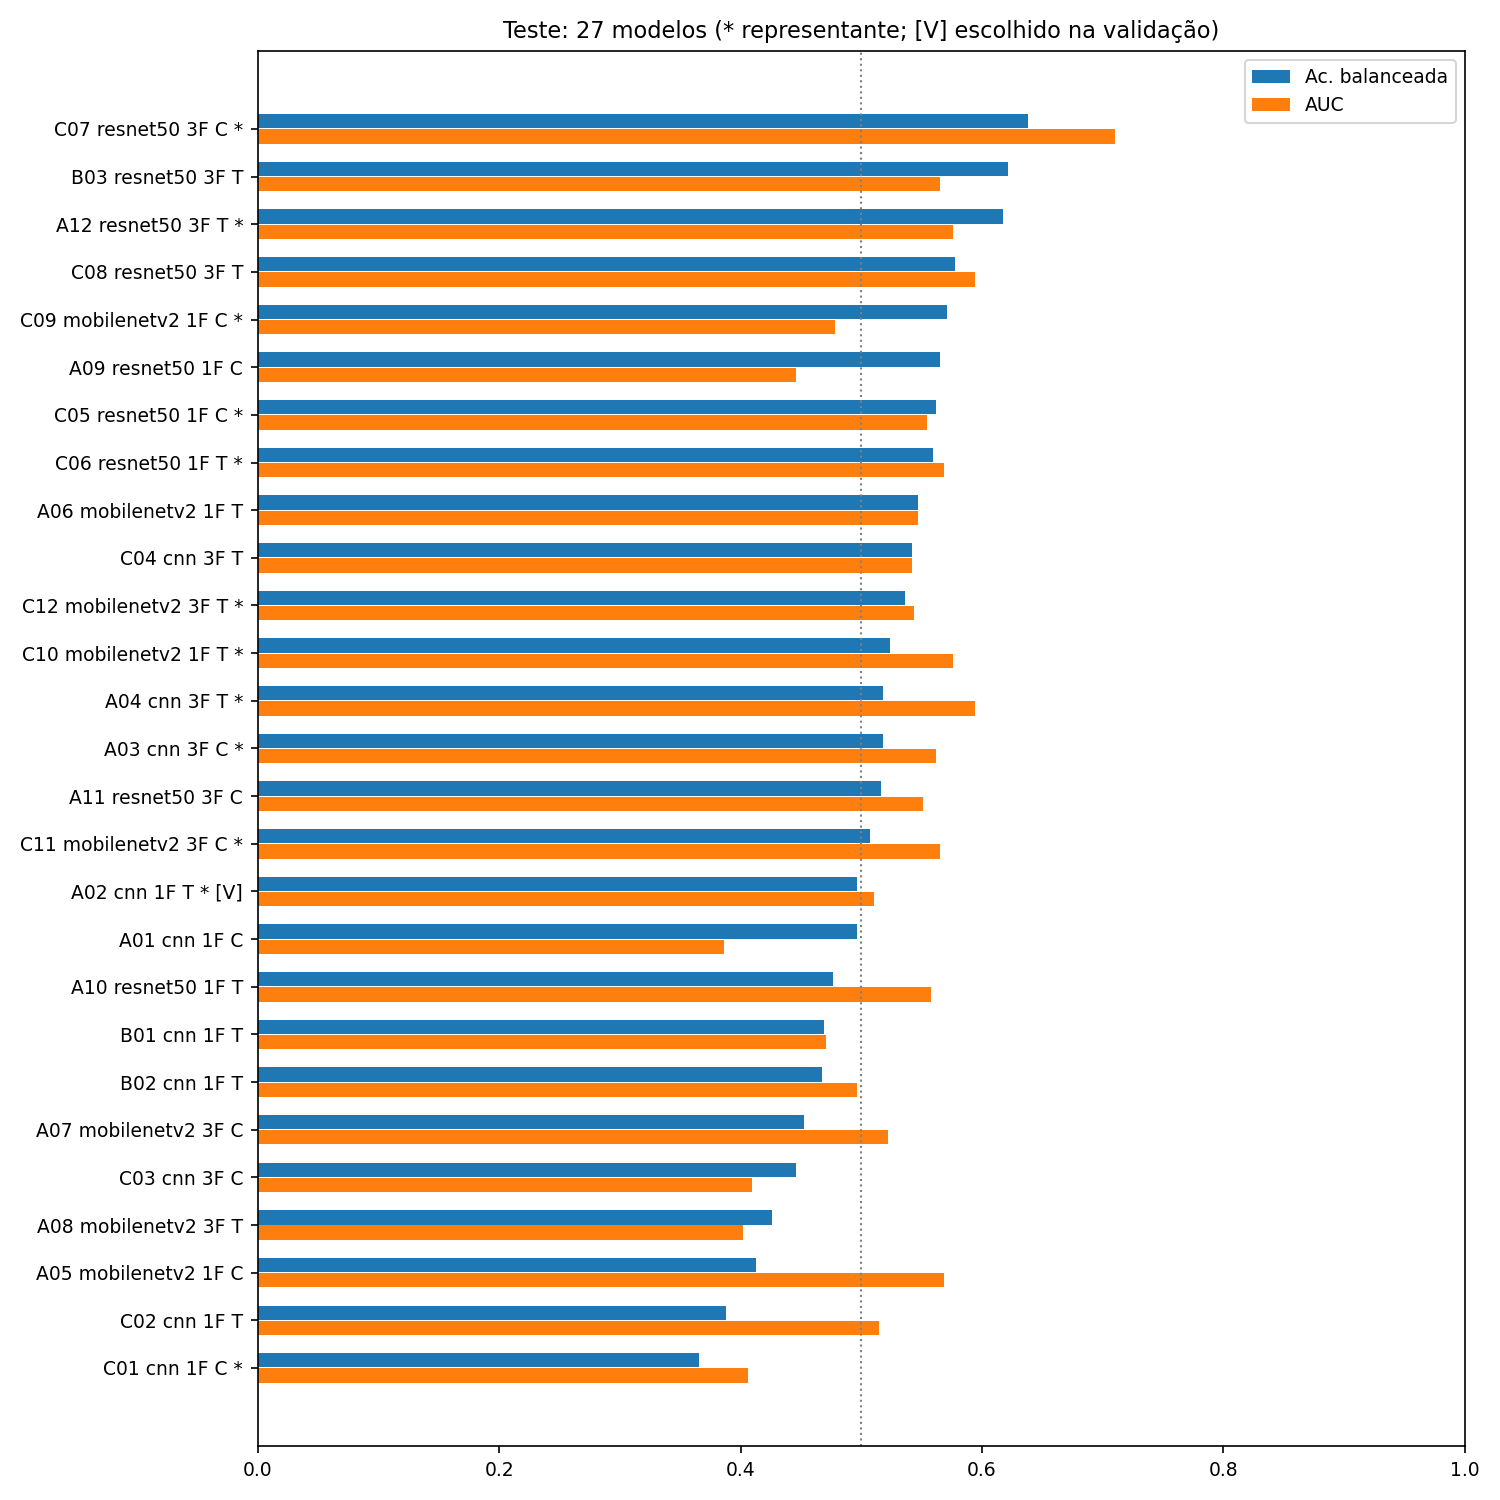 Teste: 27 modelos (* representante; [V] escolhido na validação)
Ac. balanceada
AUC
C07 resnet50 3F C *
B03 resnet50 3F T
A12 resnet50 3F T *
C08 resnet50 3F T
C09 mobilenetv2 1F C *
A09 resnet50 1F C
C05 resnet50 1F C *
C06 resnet50 1F T *
A06 mobilenetv2 1F T
C04 cnn 3F T
C12 mobilenetv2 3F T *
C10 mobilenetv2 1F T *
A04 cnn 3F T *
A03 cnn 3F C *
A11 resnet50 3F C
C11 mobilenetv2 3F C *
A02 cnn 1F T * [V]
A01 cnn 1F C
A10 resnet50 1F T
B01 cnn 1F T
B02 cnn 1F T
A07 mobilenetv2 3F C
C03 cnn 3F C
A08 mobilenetv2 3F T
A05 mobilenetv2 1F C
C02 cnn 1F T
C01 cnn 1F C *
0.0 0.2 0.4 0.6 0.8 1.0